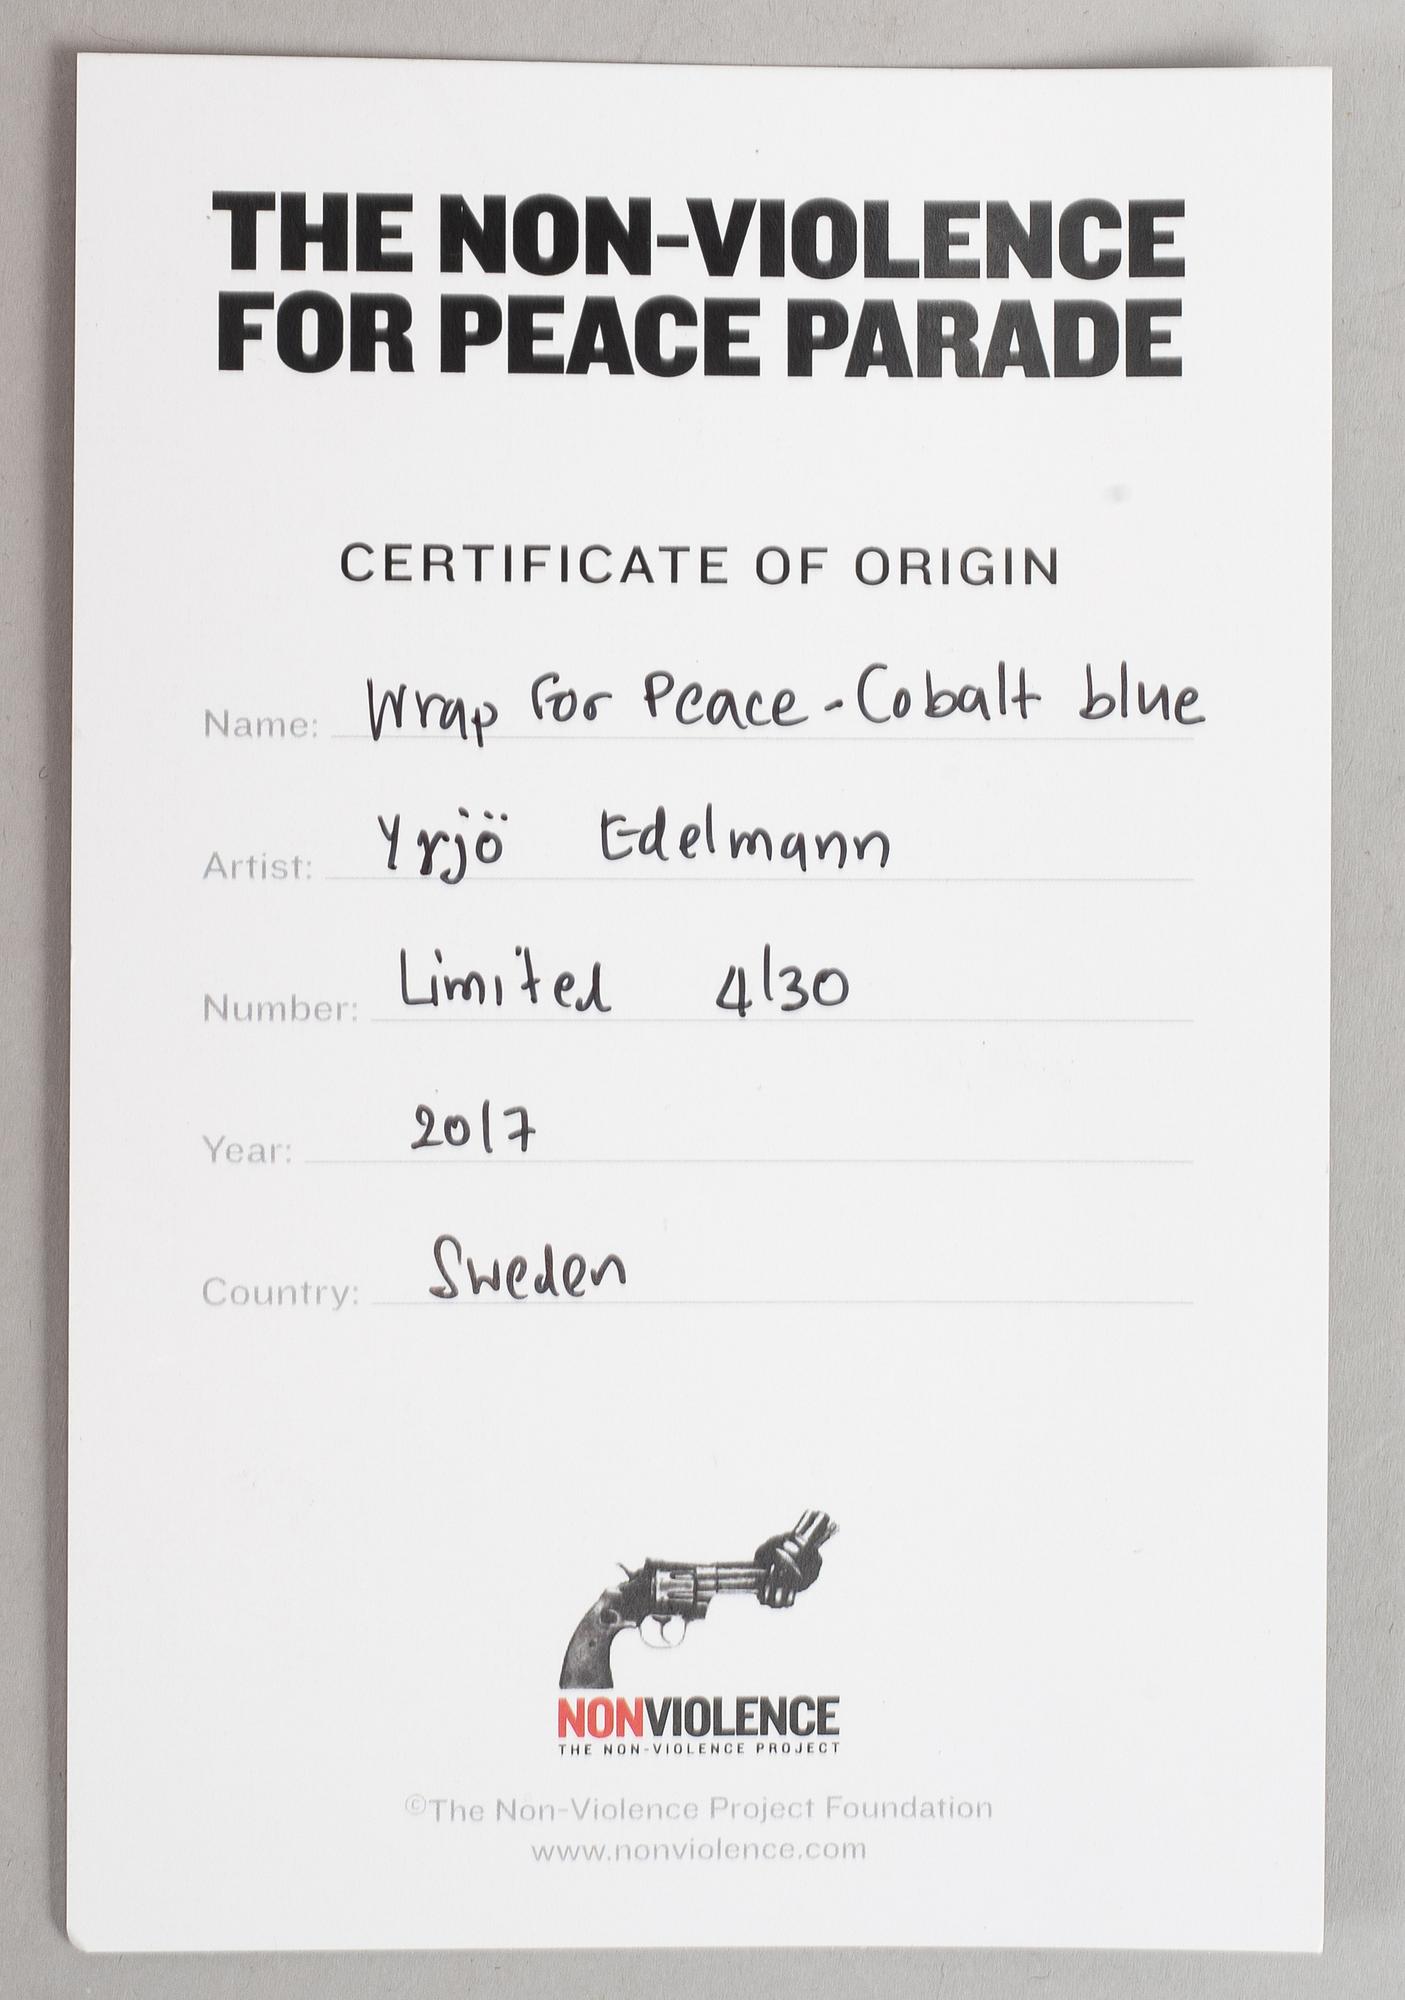 THE NON-VIOLENCE
FOR PEACE PARADE
CERTIFICATE OF ORIGIN
Name: Wrap For Peace - Cobalt blue
Artist: Yrjö Edelmann
Number: Limited 4/30
Year: 2017
Country: Sweden
NONVIOLENCE
THE NON-VIOLENCE PROJECT
©The Non-Violence Project Foundation
www.nonviolence.com